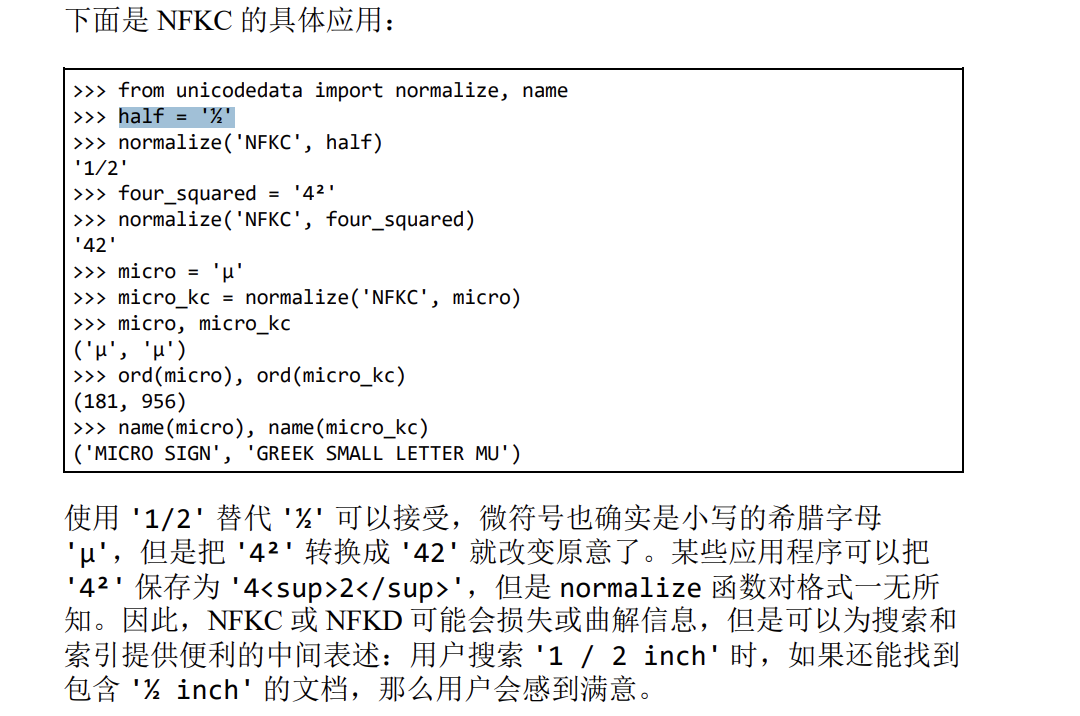 下面是 NFKC 的具体应用：
>>> from unicodedata import normalize, name
>>> half = '½'
>>> normalize('NFKC', half)
'1/2'
>>> four_squared = '4²'
>>> normalize('NFKC', four_squared)
'42'
>>> micro = 'µ'
>>> micro_kc = normalize('NFKC', micro)
>>> micro, micro_kc
('µ', 'μ')
>>> ord(micro), ord(micro_kc)
(181, 956)
>>> name(micro), name(micro_kc)
('MICRO SIGN', 'GREEK SMALL LETTER MU')
使用 '1/2' 替代 '½' 可以接受，微符号也确实是小写的希腊字母
'µ'，但是把 '4²' 转换成 '42' 就改变原意了。某些应用程序可以把
'4²' 保存为 '4<sup>2</sup>'，但是 normalize 函数对格式一无所
知。因此，NFKC 或 NFKD 可能会损失或曲解信息，但是可以为搜索和
索引提供便利的中间表述：用户搜索 '1 / 2 inch' 时，如果还能找到
包含 '½ inch' 的文档，那么用户会感到满意。